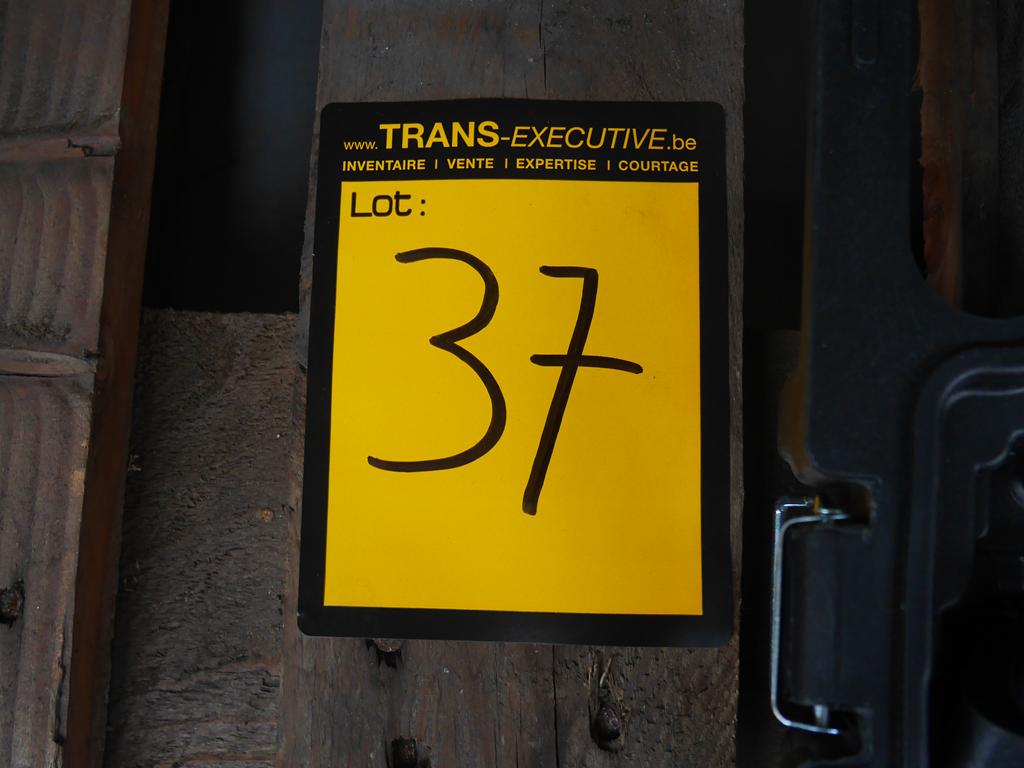 www.TRANS-EXECUTIVE.be
INVENTAIRE | VENTE | EXPERTISE | COURTAGE
Lot:
37